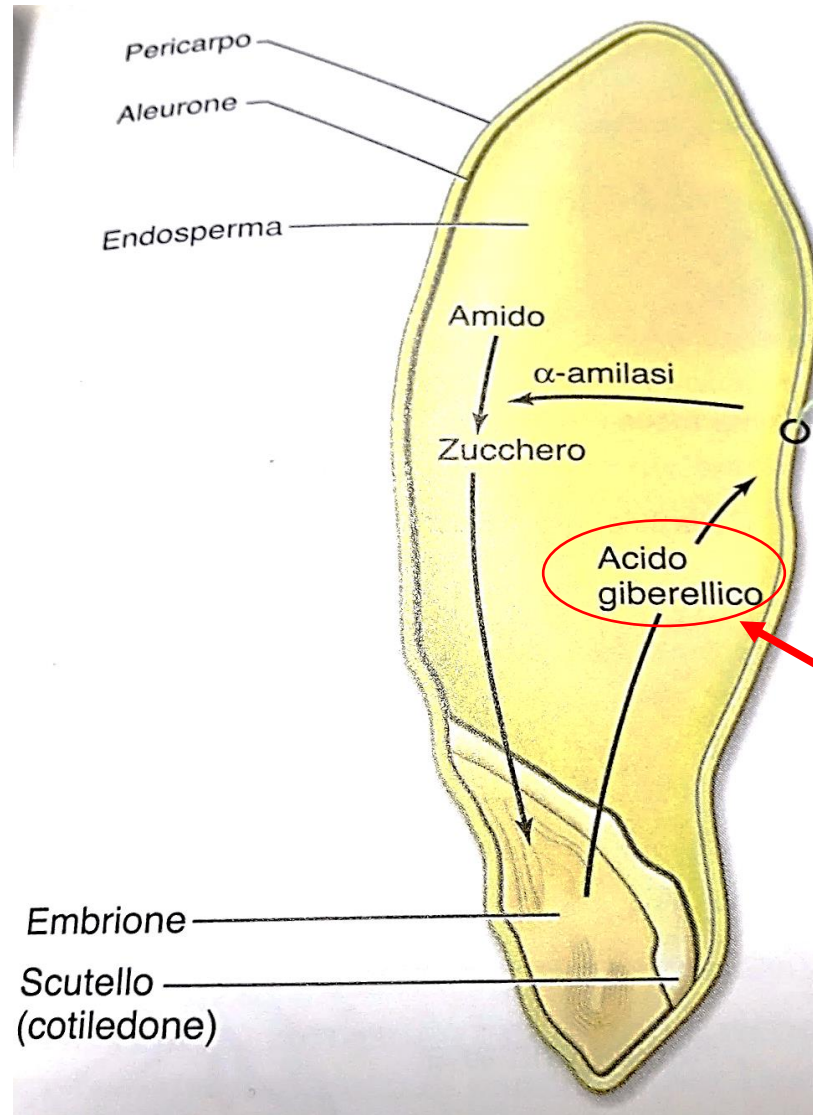 Pericarpo
Aleurone
Endosperma
Amido
α-amilasi
Zucchero
Acido
giberellico
Embrione
Scutello
(cotiledone)